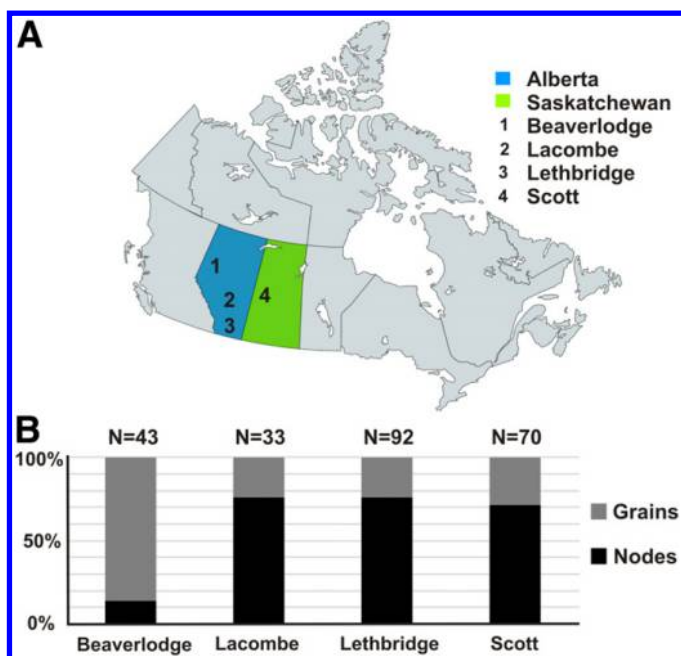 A
Alberta
Saskatchewan
1 Beaverlodge
2 Lacombe
3 Lethbridge
4 Scott
1
2
3
4
B
N=43 N=33 N=92 N=70
100%
50%
0%
Grains
Nodes
Beaverlodge Lacombe Lethbridge Scott